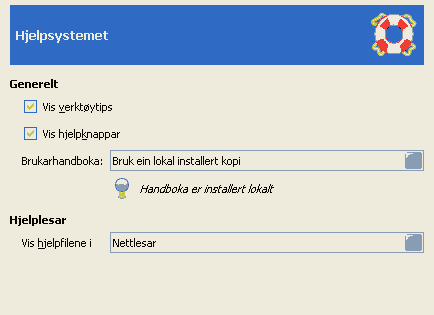 Hjelpsystemet
Generelt
Vis verktøytips
Vis hjelpknappar
Brukarhandboka: Bruk ein lokal installert kopi
Handboka er installert lokalt
Hjelplesar
Vis hjelpfilene i Nettlesar